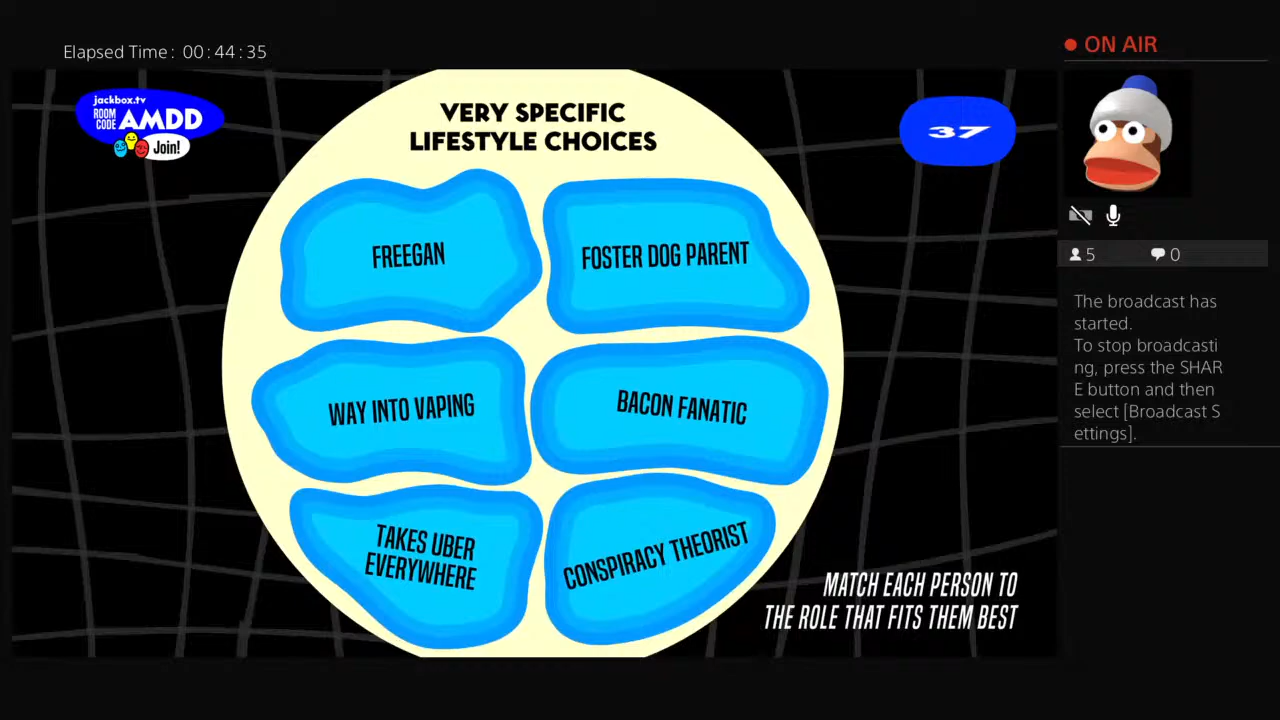 Elapsed Time: 00:44:35
ON AIR
jackbox.tv
ROOM
CODE
AMDD
Join!
VERY SPECIFIC
LIFESTYLE CHOICES
37
FREEGAN
FOSTER DOG PARENT
WAY INTO VAPING
BACON FANATIC
TAKES UBER
EVERYWHERE
CONSPIRACY THEORIST
MATCH EACH PERSON TO
THE ROLE THAT FITS THEM BEST
5
0
The broadcast has
started.
To stop broadcasti
ng, press the SHAR
E button and then
select [Broadcast S
ettings].